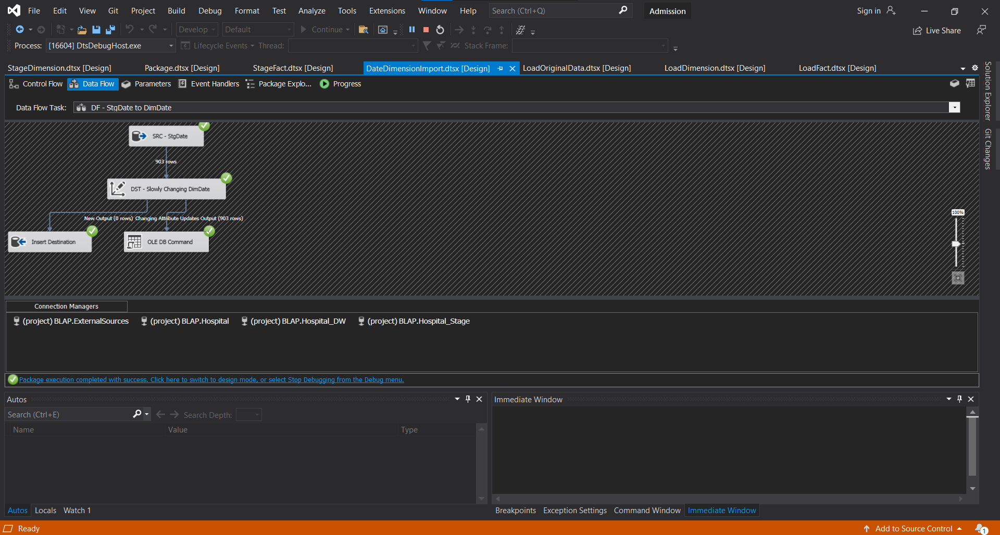 File Edit View Git Project Build Debug Format Test Analyze Tools Extensions Window Help Search (Ctrl+Q) Admission Sign in
Develop Default Continue Live Share
Process: [16604] DtsDebugHost.exe Lifecycle Events Thread: Stack Frame:
StageDimension.dtsx [Design] Package.dtsx [Design] StageFact.dtsx [Design] DateDimensionImport.dtsx [Design] LoadOriginalData.dtsx [Design] LoadDimension.dtsx [Design] LoadFact.dtsx [Design]
Control Flow Data Flow Parameters Event Handlers Package Explo... Progress
Solution Explorer
Git Changes
Data Flow Task: DF - StgDate to DimDate
SRC - StgDate
903 rows
DST - Slowly Changing DimDate
New Output (0 rows) Changing Attribute Updates Output (903 rows)
Insert Destination OLE DB Command
100%
Connection Managers
(project) BLAP.ExternalSources (project) BLAP.Hospital (project) BLAP.Hospital_DW (project) BLAP.Hospital_Stage
Package execution completed with success. Click here to switch to design mode, or select Stop Debugging from the Debug menu.
Autos
Search (Ctrl+E) Search Depth:
Name Value Type
Autos Locals Watch 1
Immediate Window
Breakpoints Exception Settings Command Window Immediate Window
Ready Add to Source Control 1